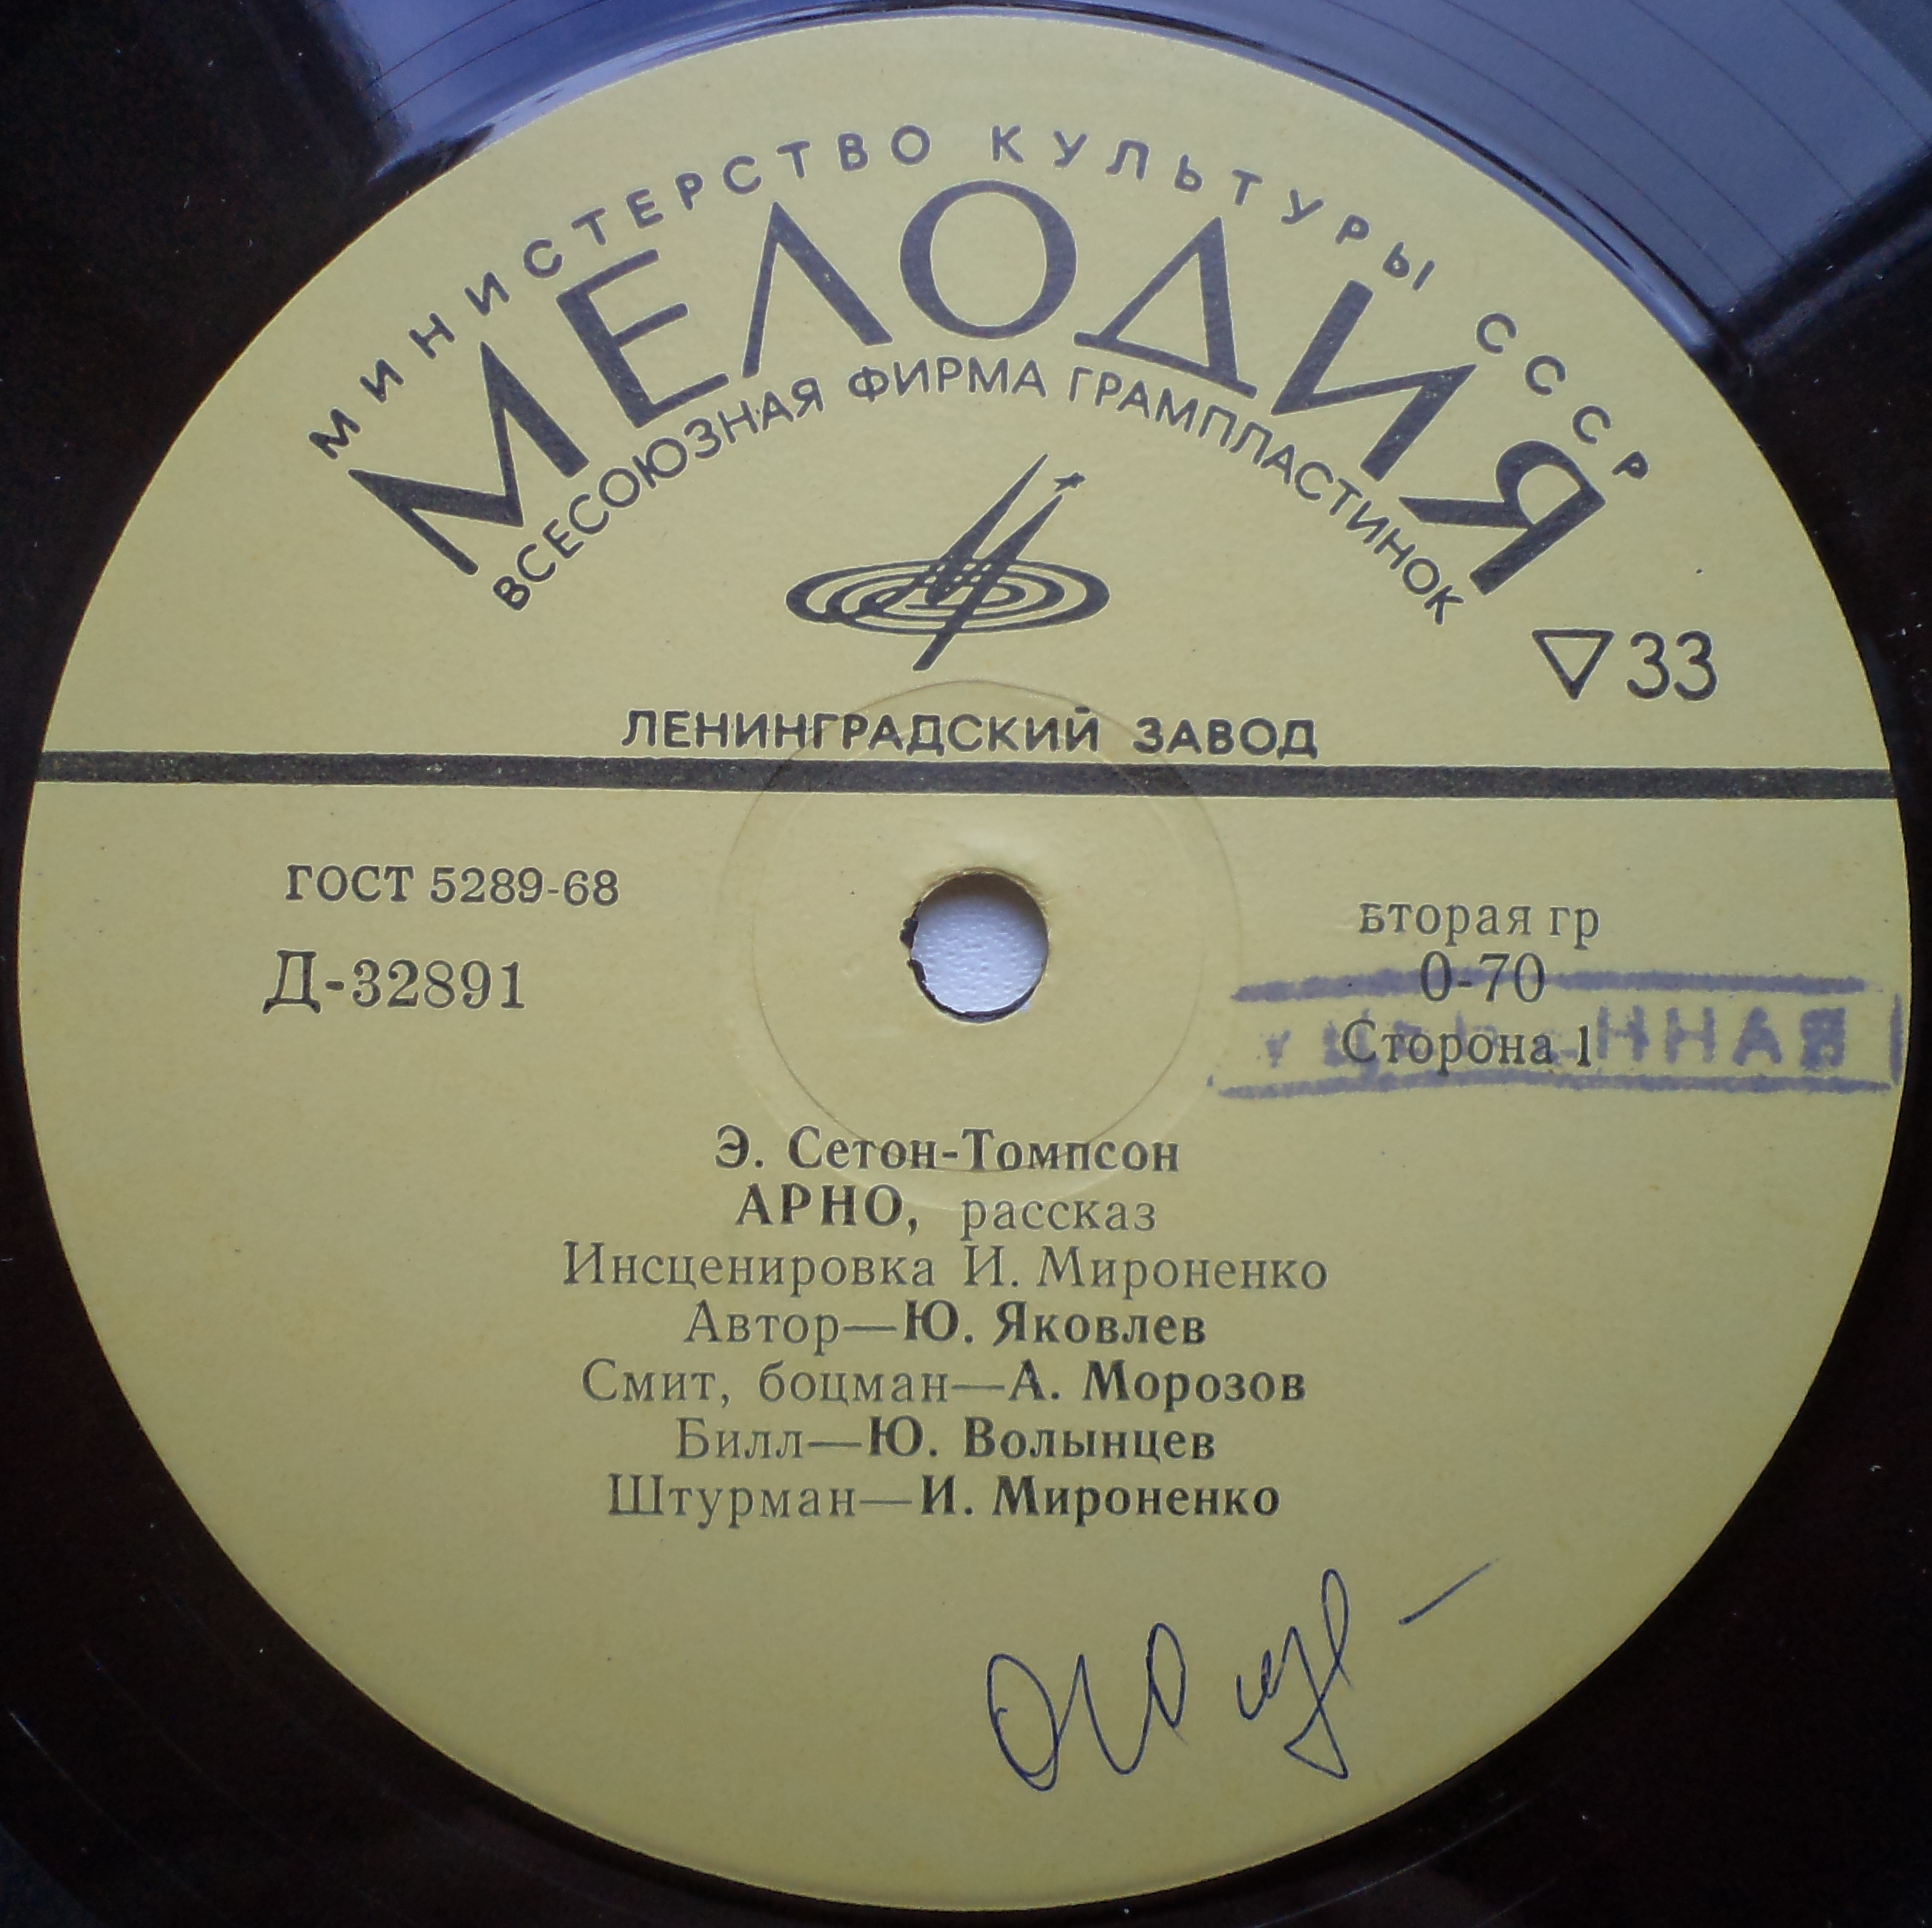 МИНИСТЕРСТВО КУЛЬТУРЫ СССР
МЕЛОДИЯ
ВСЕСОЮЗНАЯ ФИРМА ГРАМПЛАСТИНОК
33
ЛЕНИНГРАДСКИЙ ЗАВОД
ГОСТ 5289-68
Д-32891
Вторая гр
0-70
Сторона 1
Э. Сетон-Томпсон
АРНО, рассказ
Инсценировка И. Мироненко
Автор—Ю. Яковлев
Смит, боцман—А. Морозов
Билл—Ю. Волынцев
Штурман—И. Мироненко